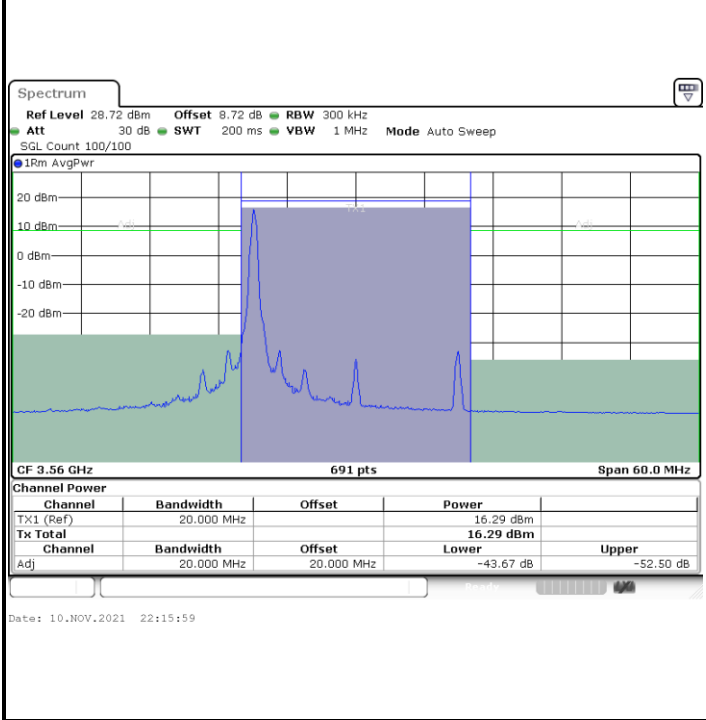 Spectrum
Ref Level 28.72 dBm Offset 8.72 dB RBW 300 kHz
Att 30 dB SWT 200 ms VBW 1 MHz Mode Auto Sweep
SGL Count 100/100
1Rm AvgPwr
20 dBm
TX1
10 dBm Adj Adj
0 dBm
-10 dBm
-20 dBm
CF 3.56 GHz 691 pts Span 60.0 MHz
Channel Power
Channel Bandwidth Offset Power
TX1 (Ref) 20.000 MHz 16.29 dBm
Tx Total 16.29 dBm
Channel Bandwidth Offset Lower Upper
Adj 20.000 MHz 20.000 MHz -43.67 dB -52.50 dB
Ready
Date: 10.NOV.2021 22:15:59